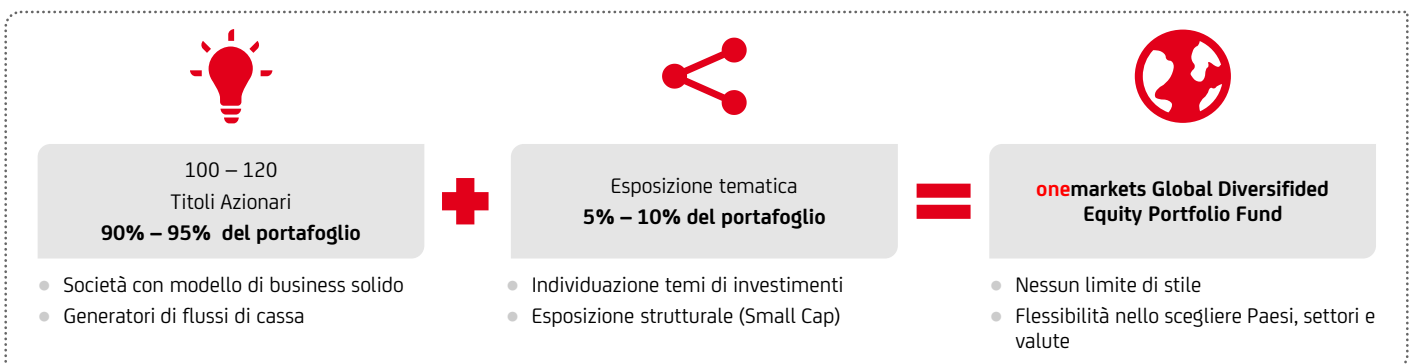 100 – 120
Titoli Azionari
90% – 95% del portafoglio
Esposizione tematica
5% – 10% del portafoglio
onemarkets Global Diversifided
Equity Portfolio Fund
Società con modello di business solido
Generatori di flussi di cassa
Individuazione temi di investimenti
Esposizione strutturale (Small Cap)
Nessun limite di stile
Flessibilità nello scegliere Paesi, settori e
valute